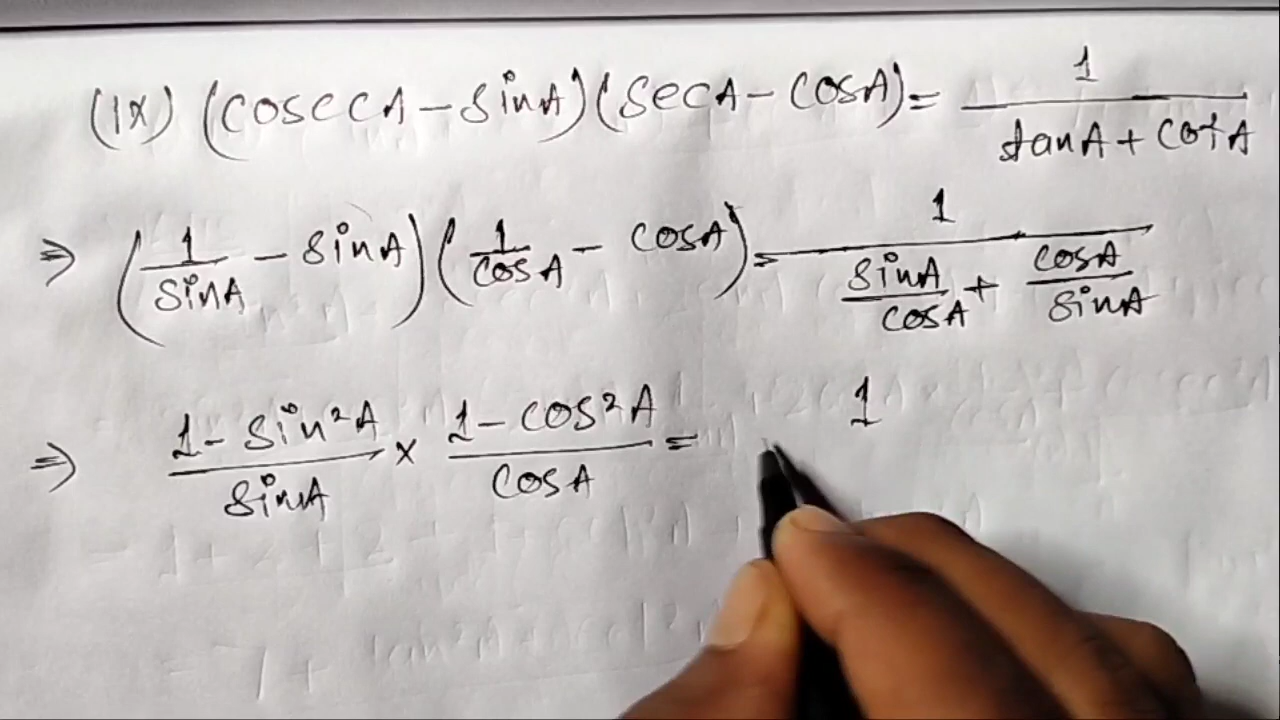 (ix) (cosecA - sinA)(secA - cosA) = 1/(tanA + cotA)
⇒ (1/sinA - sinA)(1/cosA - cosA) = 1/(sinA/cosA + cosA/sinA)
⇒ (1 - sin²A)/sinA × (1 - cos²A)/cosA = 1